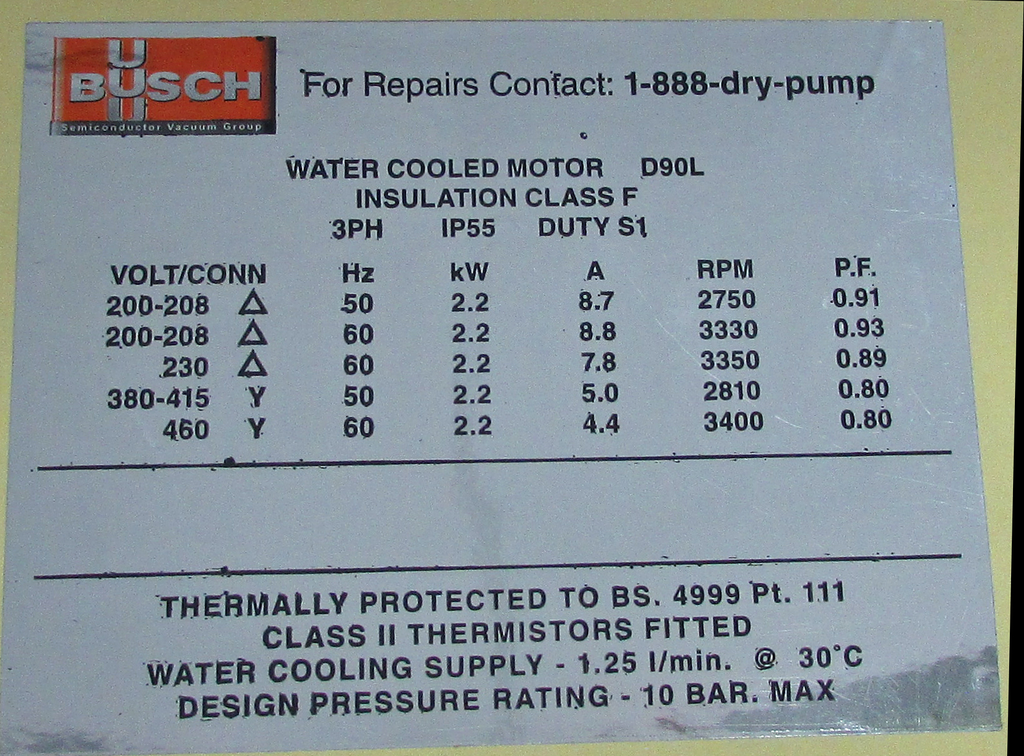 BUSCH
Semiconductor Vacuum Group
For Repairs Contact: 1-888-dry-pump
WATER COOLED MOTOR D90L
INSULATION CLASS F
3PH IP55 DUTY S1
VOLT/CONN Hz kW A RPM P.F.
200-208 Δ 50 2.2 8.7 2750 0.91
200-208 Δ 60 2.2 8.8 3330 0.93
230 Δ 60 2.2 7.8 3350 0.89
380-415 Y 50 2.2 5.0 2810 0.80
460 Y 60 2.2 4.4 3400 0.80
THERMALLY PROTECTED TO BS. 4999 Pt. 111
CLASS II THERMISTORS FITTED
WATER COOLING SUPPLY - 1.25 l/min. @ 30°C
DESIGN PRESSURE RATING - 10 BAR. MAX